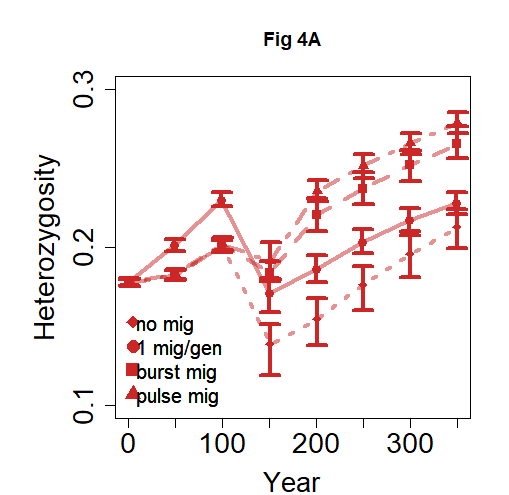 Fig 4A
0.3
0.2
0.1
Heterozygosity
no mig
1 mig/gen
burst mig
pulse mig
0
100
200
300
Year